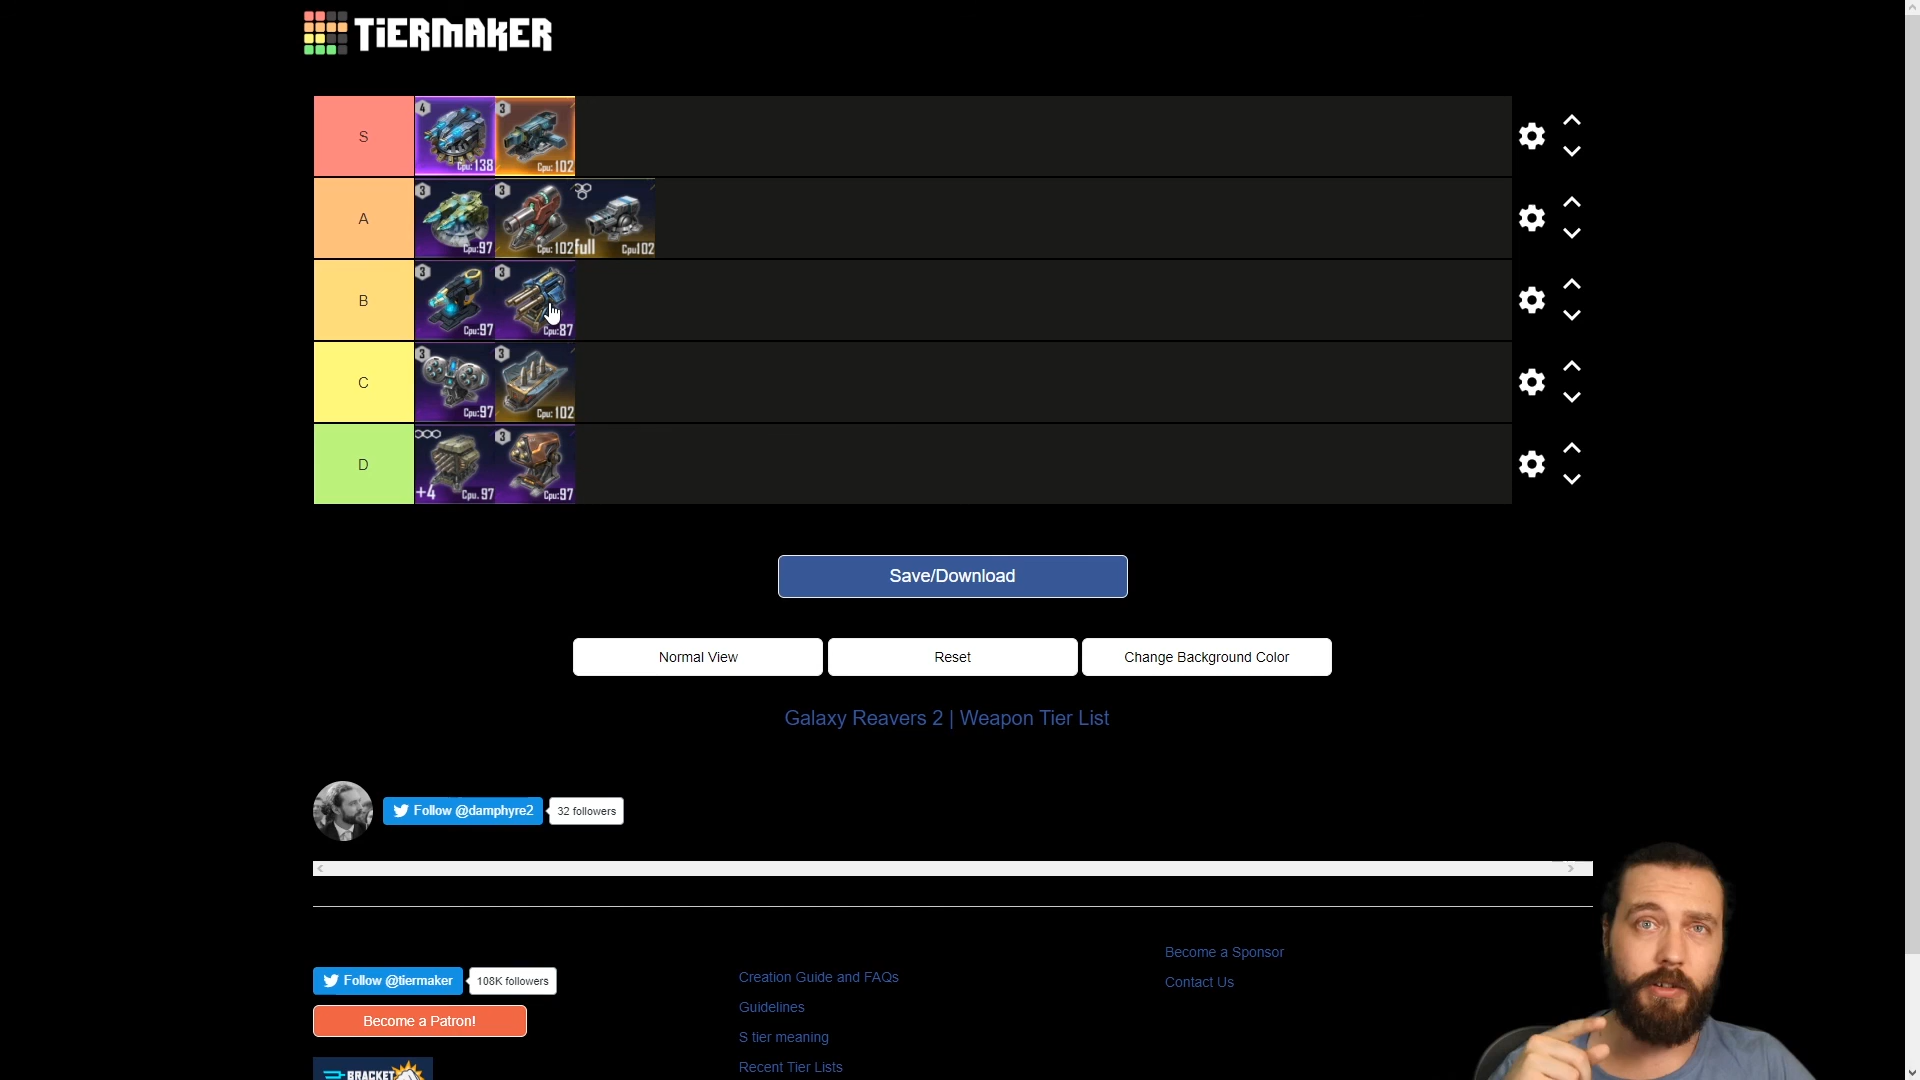 TiERMAKER
S
4
Cpu:138
3
Cpu:102
A
3
Cpu:97
3
Cpu:102
full
Cpu102
B
3
Cpu:97
3
Cpu:87
C
3
Cpu:97
3
Cpu:102
D
+4
Cpu. 97
3
Cpu:97
Save/Download
Normal View
Reset
Change Background Color
Galaxy Reavers 2 | Weapon Tier List
Follow @damphyre2
32 followers
Become a Sponsor
Follow @tiermaker
108K followers
Creation Guide and FAQs
Contact Us
Guidelines
Become a Patron!
S tier meaning
Recent Tier Lists
BRACKET